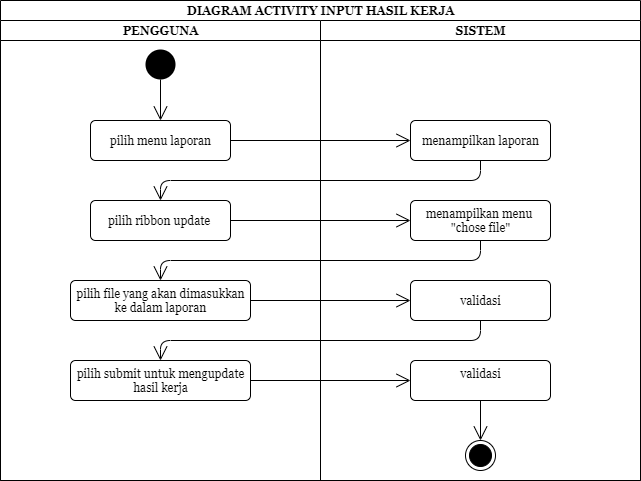 DIAGRAM ACTIVITY INPUT HASIL KERJA
PENGGUNA
SISTEM
pilih menu laporan
menampilkan laporan
pilih ribbon update
menampilkan menu
"chose file"
pilih file yang akan dimasukkan
ke dalam laporan
validasi
pilih submit untuk mengupdate
hasil kerja
validasi